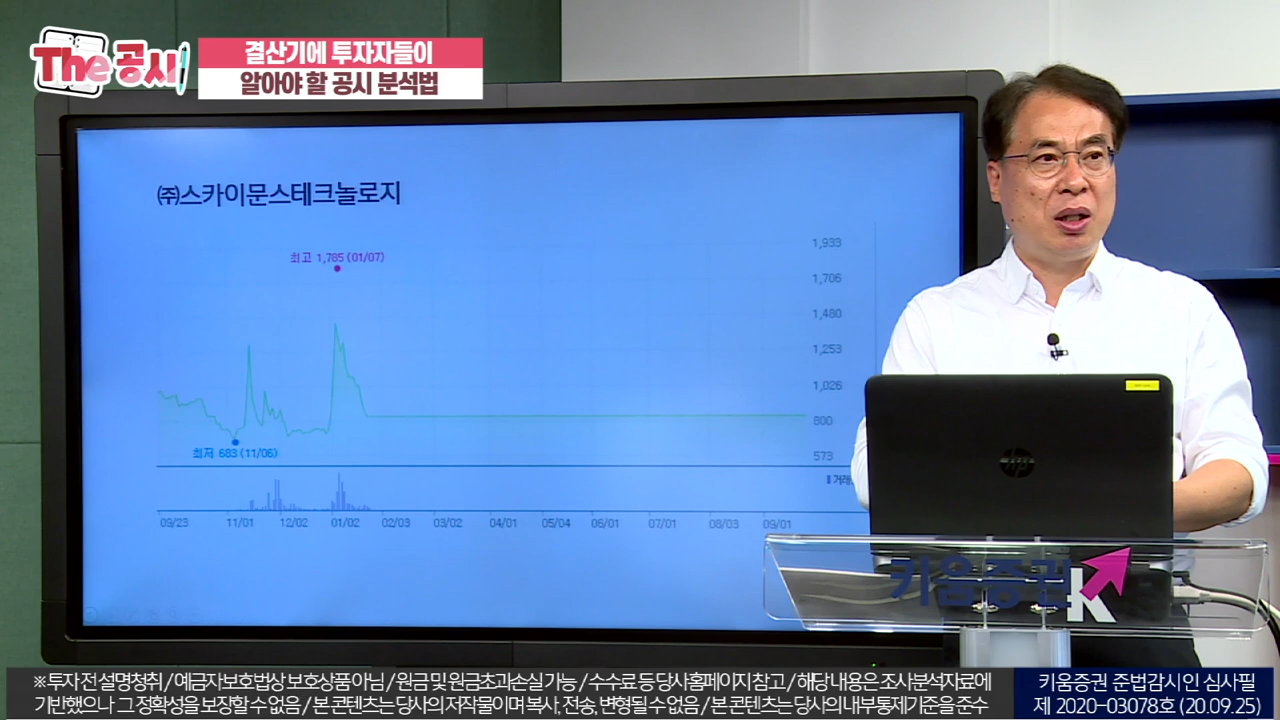 The 공시
결산기에 투자자들이
알아야 할 공시 분석법
㈜스카이문스테크놀로지
최고 1,785 (01/07)
1,933
1,706
1,480
1,253
1,026
800
573
최저 683 (11/06)
거래
09/23 11/01 12/02 01/02 02/03 03/02 04/01 05/04 06/01 07/01 08/03 09/01
hp
키움증권 K
※ 투자 전 설명청취 / 예금자보호법상 보호상품 아님 / 원금 및 원금초과손실 가능 / 수수료 등 당사홈페이지 참고 / 해당 내용은 조사분석자료에
기반했으나 그 정확성을 보장할 수 없음 / 본 콘텐츠는 당사의 저작물이며 복사, 전송, 변형될 수 없음 / 본 콘텐츠는 당사의 내부통제기준을 준수
키움증권 준법감시인 심사필
제 2020-03078호 (20.09.25)